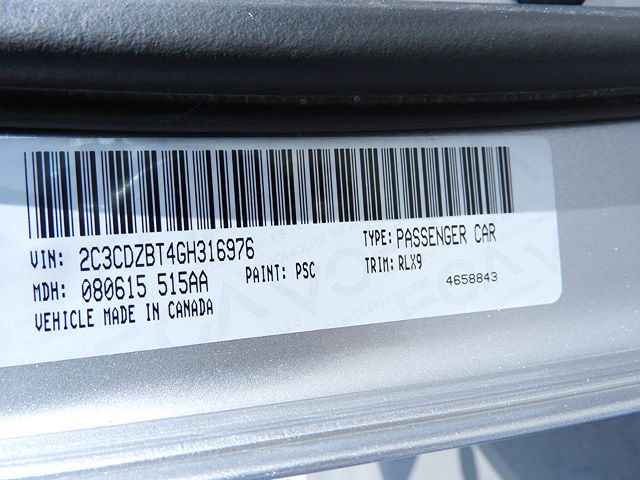 VIN: 2C3CDZBT4GH316976 TYPE: PASSENGER CAR
MDH: 080615 515AA PAINT: PSC TRIM: RLX9
VEHICLE MADE IN CANADA 4658843